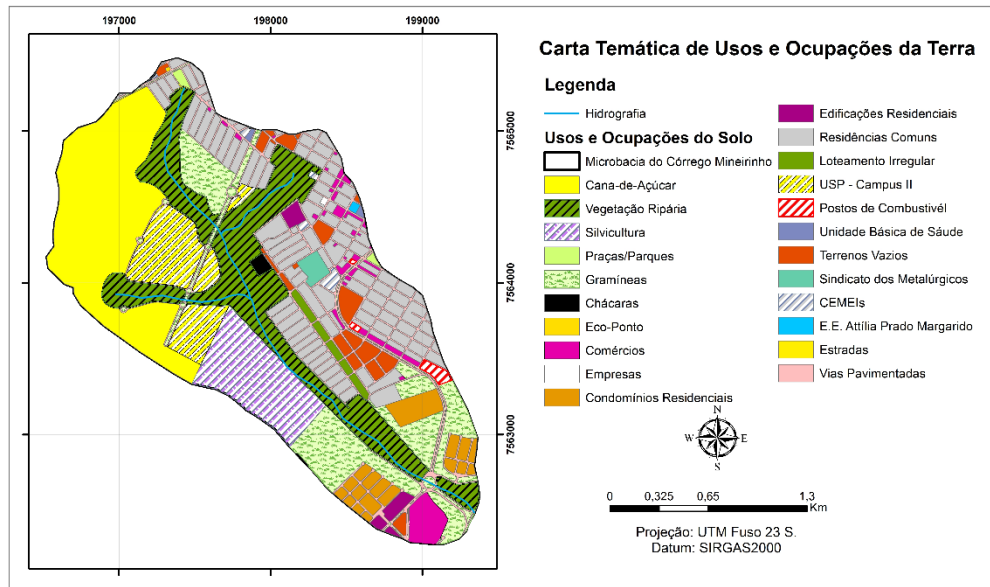 197000
198000
199000
7565000
7564000
7563000
Carta Temática de Usos e Ocupações da Terra
Legenda
Hidrografia
Usos e Ocupações do Solo
Microbacia do Córrego Mineirinho
Cana-de-Açúcar
Vegetação Ripária
Silvicultura
Praças/Parques
Gramíneas
Chácaras
Eco-Ponto
Comércios
Empresas
Condomínios Residenciais
Edificações Residenciais
Residências Comuns
Loteamento Irregular
USP - Campus II
Postos de Combustivél
Unidade Básica de Sáude
Terrenos Vazios
Sindicato dos Metalúrgicos
CEMEIs
E.E. Attília Prado Margarido
Estradas
Vias Pavimentadas
N
W E
S
0 0,325 0,65 1,3
Km
Projeção: UTM Fuso 23 S.
Datum: SIRGAS2000